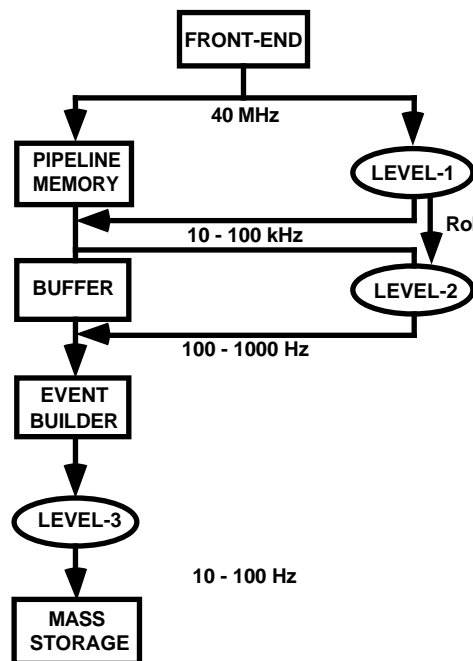 FRONT-END
40 MHz
PIPELINE
MEMORY
LEVEL-1
RoI
10 - 100 kHz
BUFFER
LEVEL-2
100 - 1000 Hz
EVENT
BUILDER
LEVEL-3
10 - 100 Hz
MASS
STORAGE